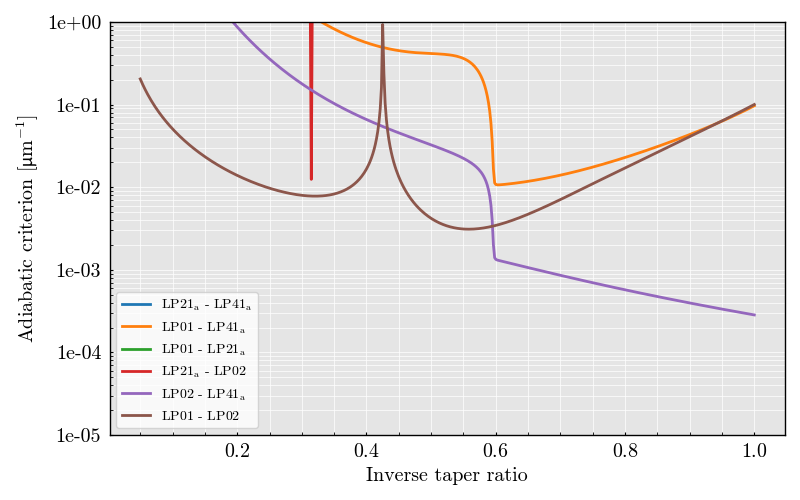 1e+00
1e-01
1e-02
1e-03
1e-04
1e-05
Adiabatic criterion [μm⁻¹]
LP21ₐ - LP41ₐ
LP01 - LP41ₐ
LP01 - LP21ₐ
LP21ₐ - LP02
LP02 - LP41ₐ
LP01 - LP02
0.2 0.4 0.6 0.8 1.0
Inverse taper ratio